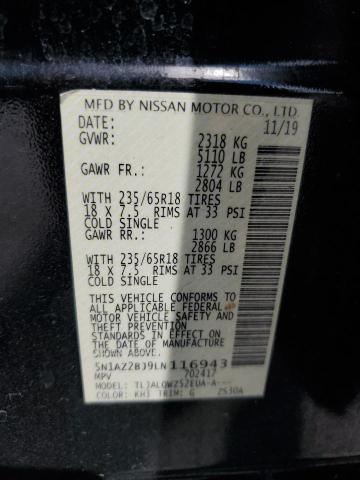 MFD BY NISSAN MOTOR CO., LTD.
DATE: 11/19
GVWR: 2318 KG
5110 LB
GAWR FR.: 1272 KG
2804 LB
WITH 235/65R18 TIRES
18 X 7.5 RIMS AT 33 PSI
COLD SINGLE
GAWR RR.: 1300 KG
2866 LB
WITH 235/65R18 TIRES
18 X 7.5 RIMS AT 33 PSI
COLD SINGLE
THIS VEHICLE CONFORMS TO
ALL APPLICABLE FEDERAL
MOTOR VEHICLE SAFETY AND
THEFT PREVENTION
STANDARDS IN EFFECT ON
THE DATE OF MANUFACTURE
SHOWN ABOVE.
5N1AZ2BJ9LN116943
MPV 702417
COLOR: KH3 TRIM: G 2S30A